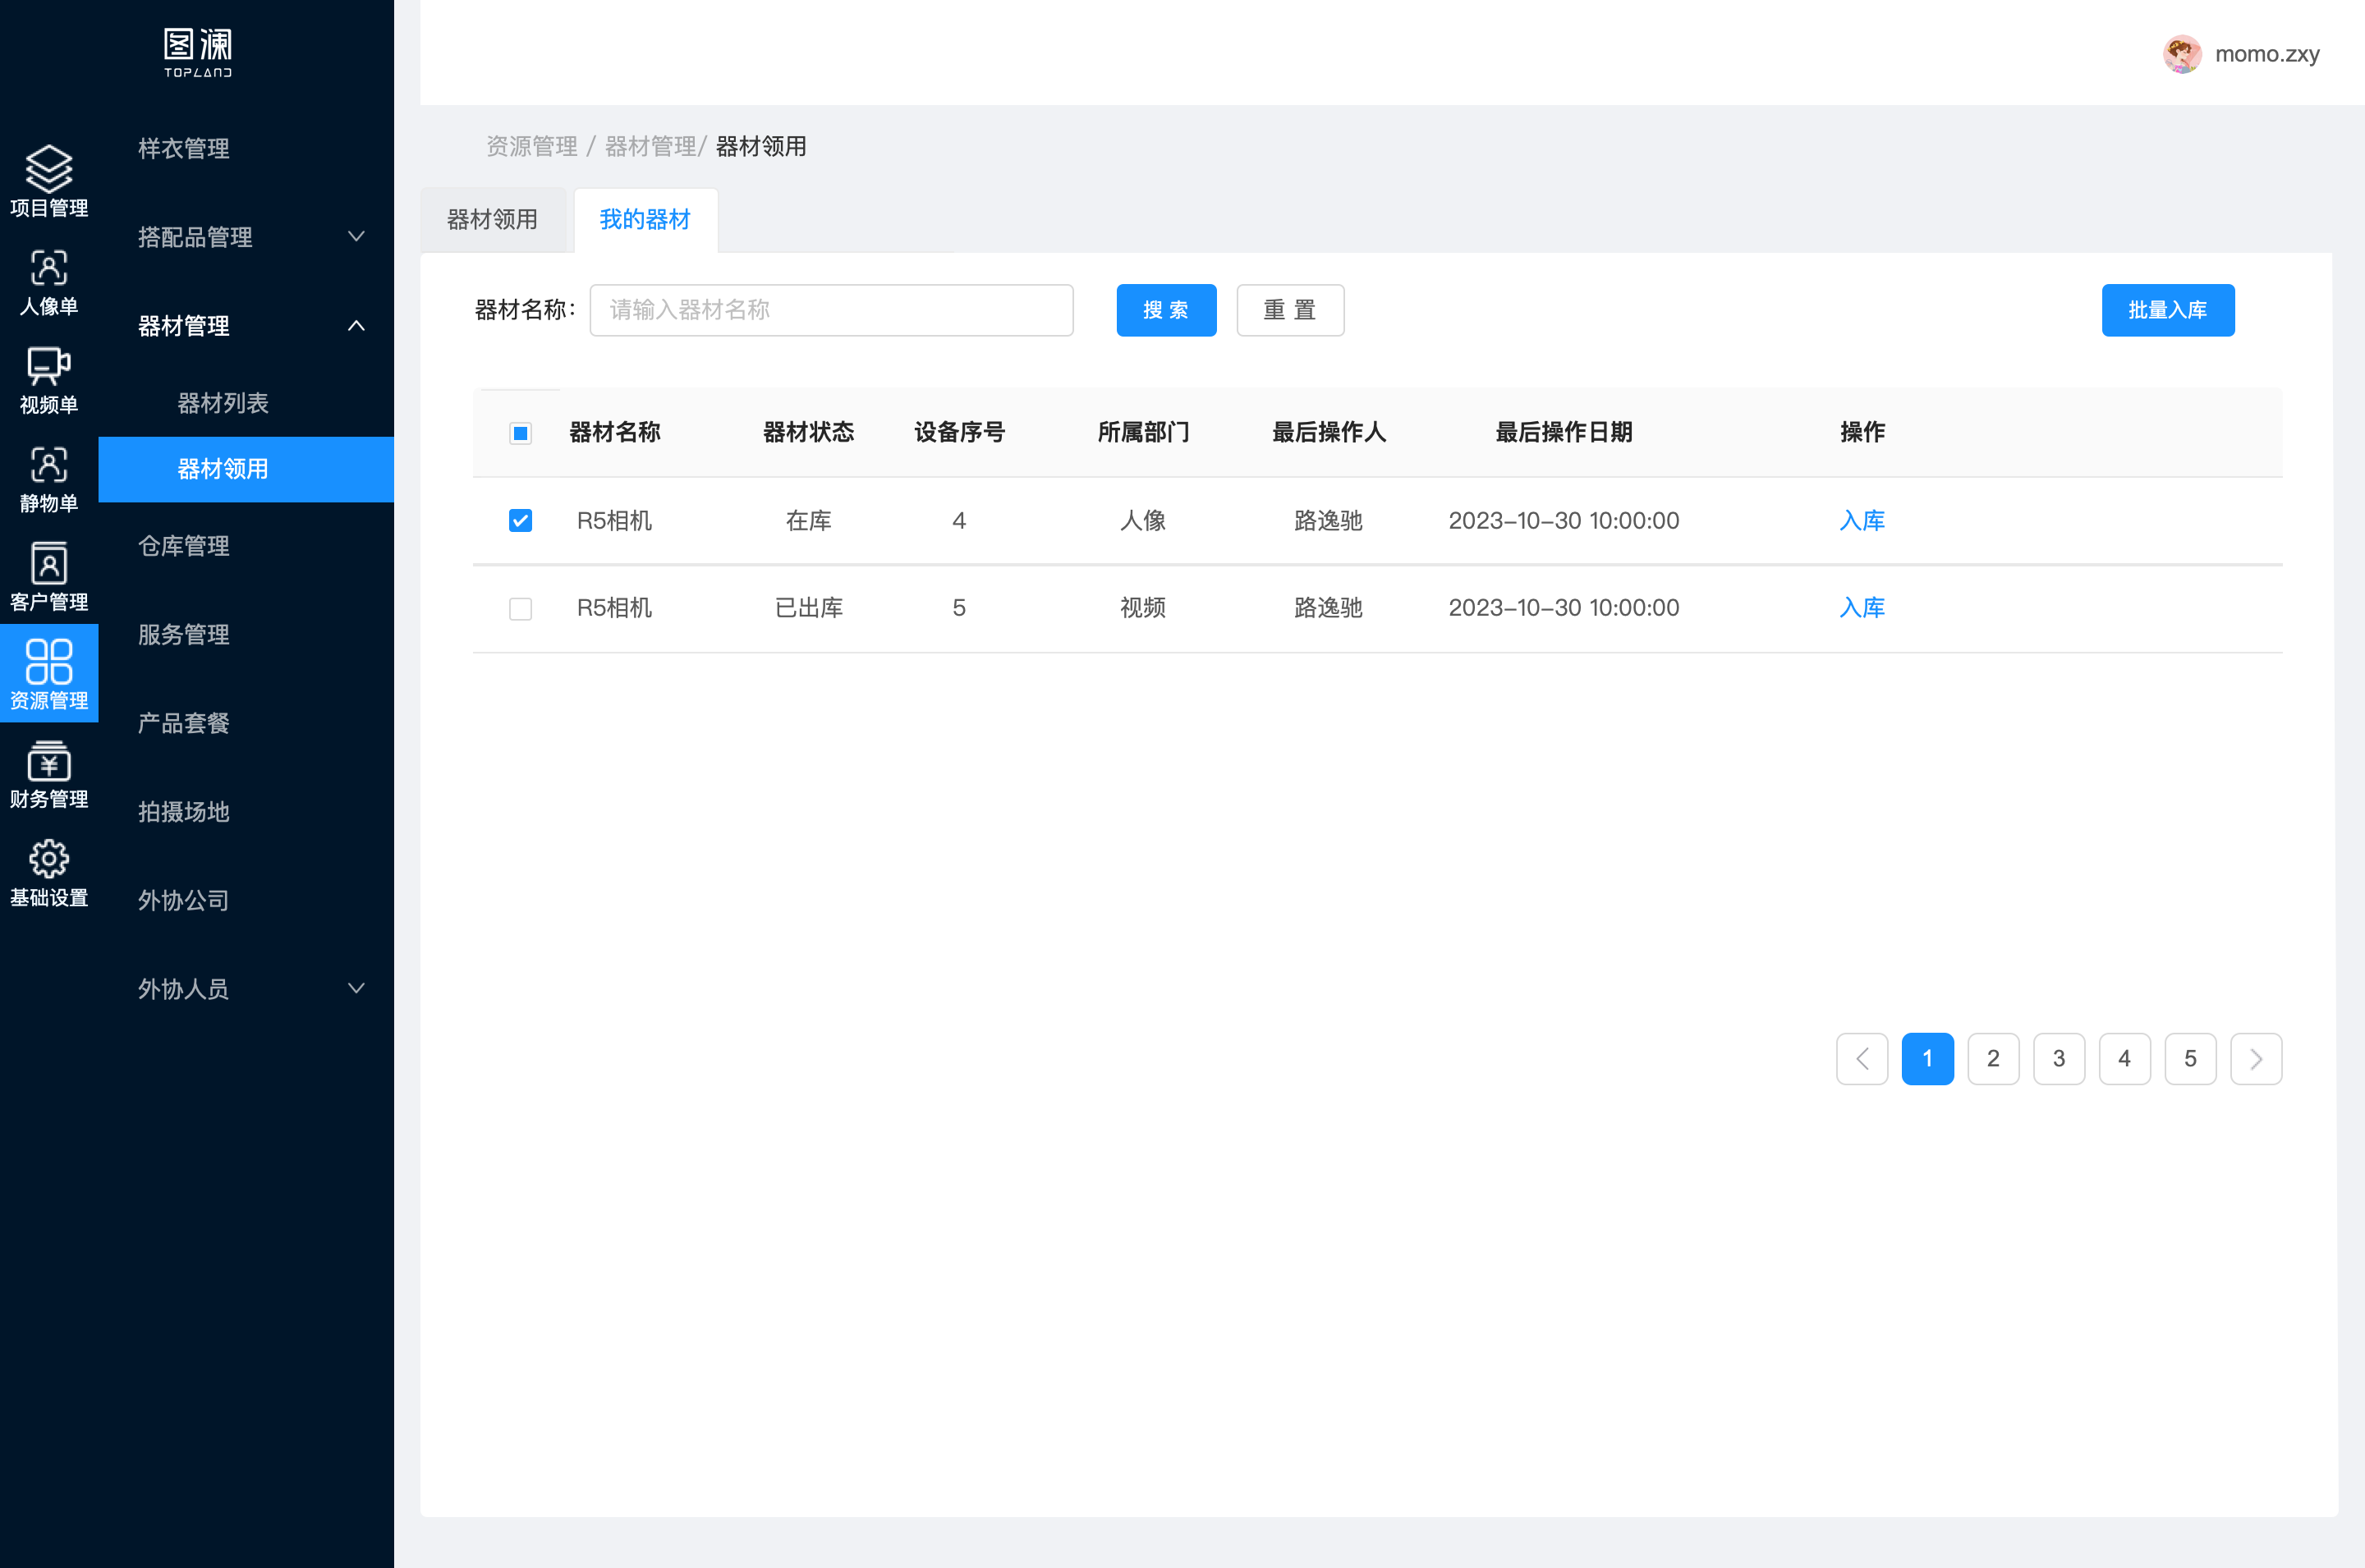 图澜
TOPLAND
momo.zxy
项目管理
人像单
视频单
静物单
客户管理
资源管理
财务管理
基础设置
样衣管理
搭配品管理
器材管理
器材列表
器材领用
仓库管理
服务管理
产品套餐
拍摄场地
外协公司
外协人员
资源管理 / 器材管理/ 器材领用
器材领用 我的器材
器材名称: 请输入器材名称 搜 索 重 置 批量入库
器材名称 器材状态 设备序号 所属部门 最后操作人 最后操作日期 操作
R5相机 在库 4 人像 路逸驰 2023-10-30 10:00:00 入库
R5相机 已出库 5 视频 路逸驰 2023-10-30 10:00:00 入库
1 2 3 4 5